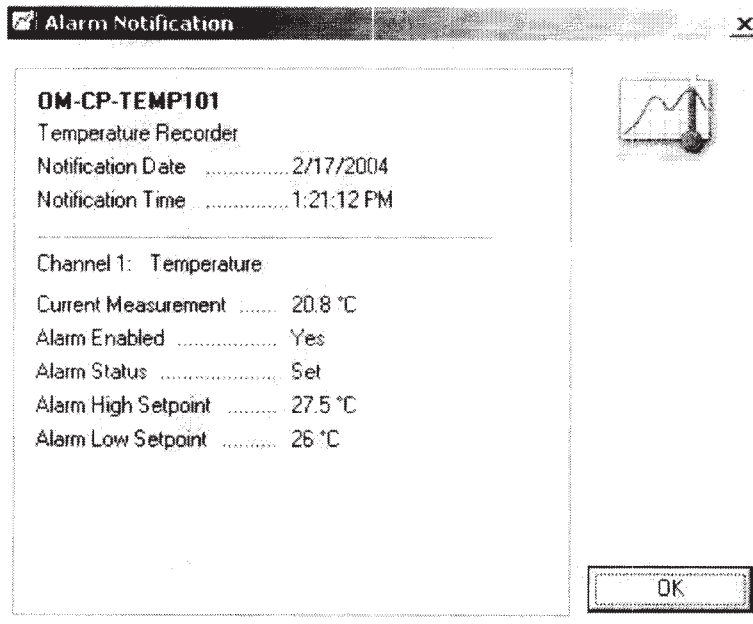 Alarm Notification
OM-CP-TEMP101
Temperature Recorder
Notification Date ..............2/17/2004
Notification Time ..............1:21:12 PM
Channel 1: Temperature
Current Measurement ....... 20.8 °C
Alarm Enabled .................. Yes
Alarm Status ..................... Set
Alarm High Setpoint ......... 27.5 °C
Alarm Low Setpoint .......... 26 °C
OK